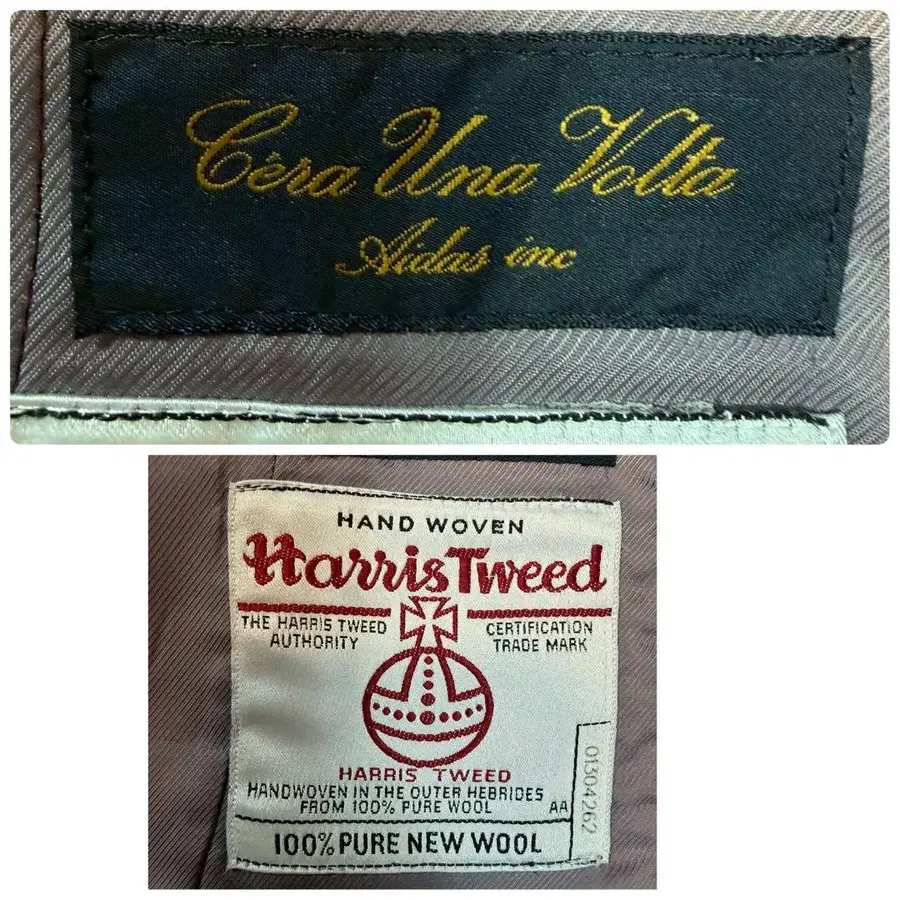 Cèra Una Volta
Aidas inc
HAND WOVEN
Harris Tweed
THE HARRIS TWEED
AUTHORITY
CERTIFICATION
TRADE MARK
HARRIS TWEED
HANDWOVEN IN THE OUTER HEBRIDES
FROM 100% PURE WOOL
AA
01304262
100% PURE NEW WOOL